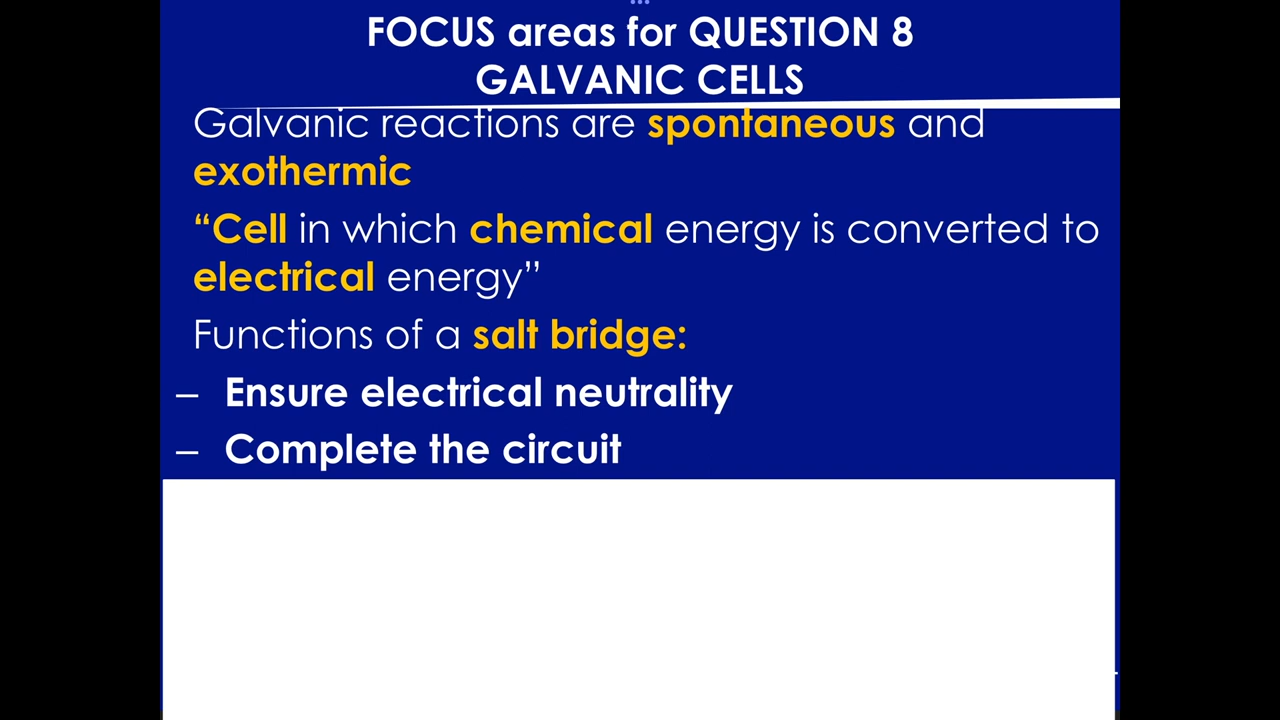 FOCUS areas for QUESTION 8
GALVANIC CELLS
Galvanic reactions are spontaneous and
exothermic
“Cell in which chemical energy is converted to
electrical energy”
Functions of a salt bridge:
– Ensure electrical neutrality
– Complete the circuit